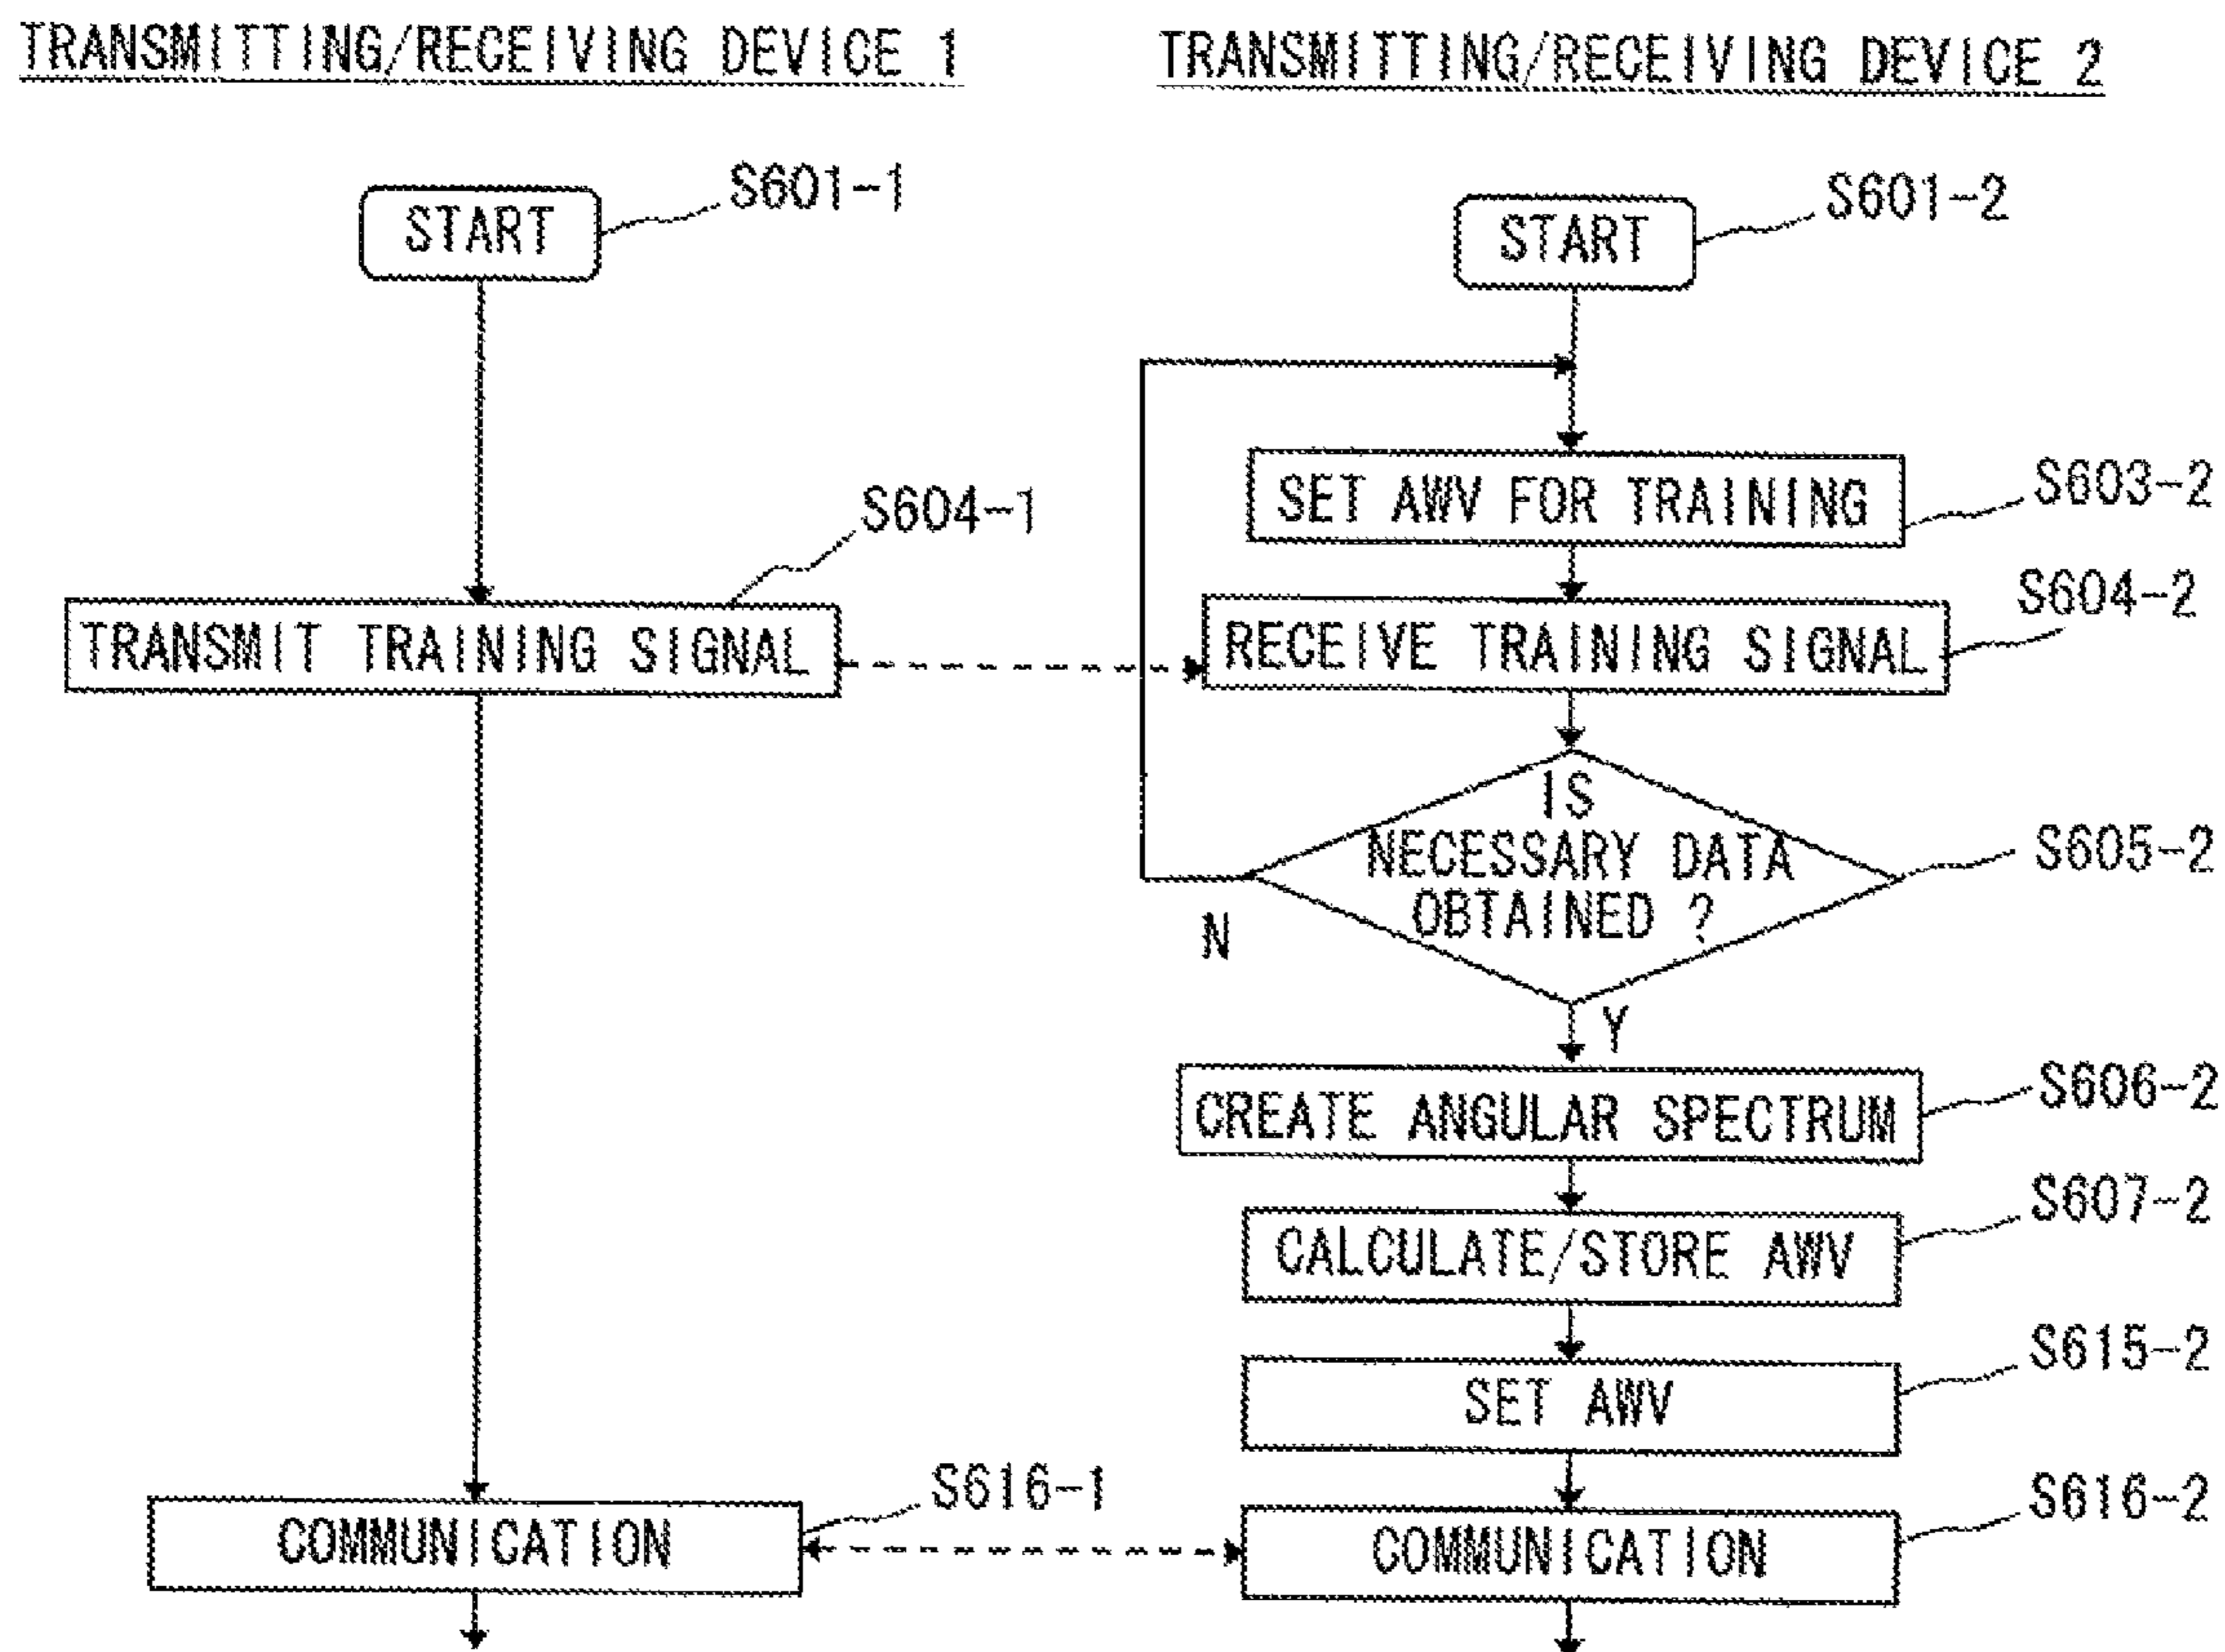 TRANSMITTING/RECEIVING DEVICE 1
TRANSMITTING/RECEIVING DEVICE 2
START
S601-1
START
S601-2
SET AWV FOR TRAINING
S603-2
S604-1
TRANSMIT TRAINING SIGNAL
S604-2
RECEIVE TRAINING SIGNAL
IS
NECESSARY DATA
OBTAINED ?
S605-2
N
Y
CREATE ANGULAR SPECTRUM
S606-2
CALCULATE/STORE AWV
S607-2
SET AWV
S615-2
COMMUNICATION
S616-1
COMMUNICATION
S616-2